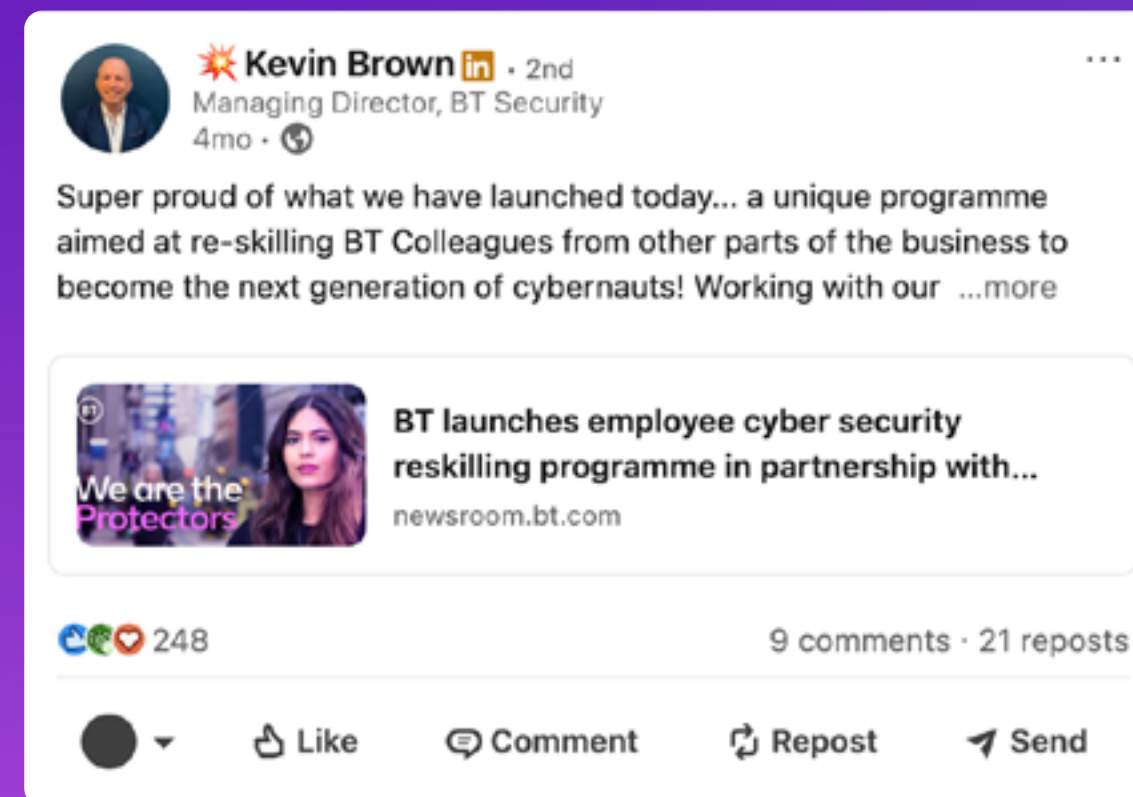 💥 Kevin Brown in · 2nd
Managing Director, BT Security
4mo ·
Super proud of what we have launched today... a unique programme
aimed at re-skilling BT Colleagues from other parts of the business to
become the next generation of cybernauts! Working with our ...more
BT
We are the
Protectors
BT launches employee cyber security
reskilling programme in partnership with...
newsroom.bt.com
248
9 comments · 21 reposts
Like
Comment
Repost
Send